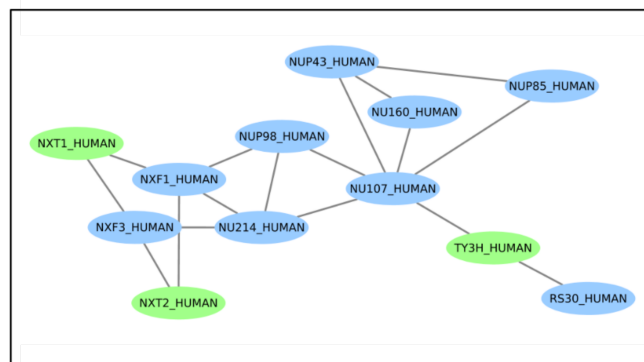 NUP43_HUMAN
NUP85_HUMAN
NU160_HUMAN
NUP98_HUMAN
NXT1_HUMAN
NXF1_HUMAN
NU107_HUMAN
NXF3_HUMAN
NU214_HUMAN
TY3H_HUMAN
NXT2_HUMAN
RS30_HUMAN